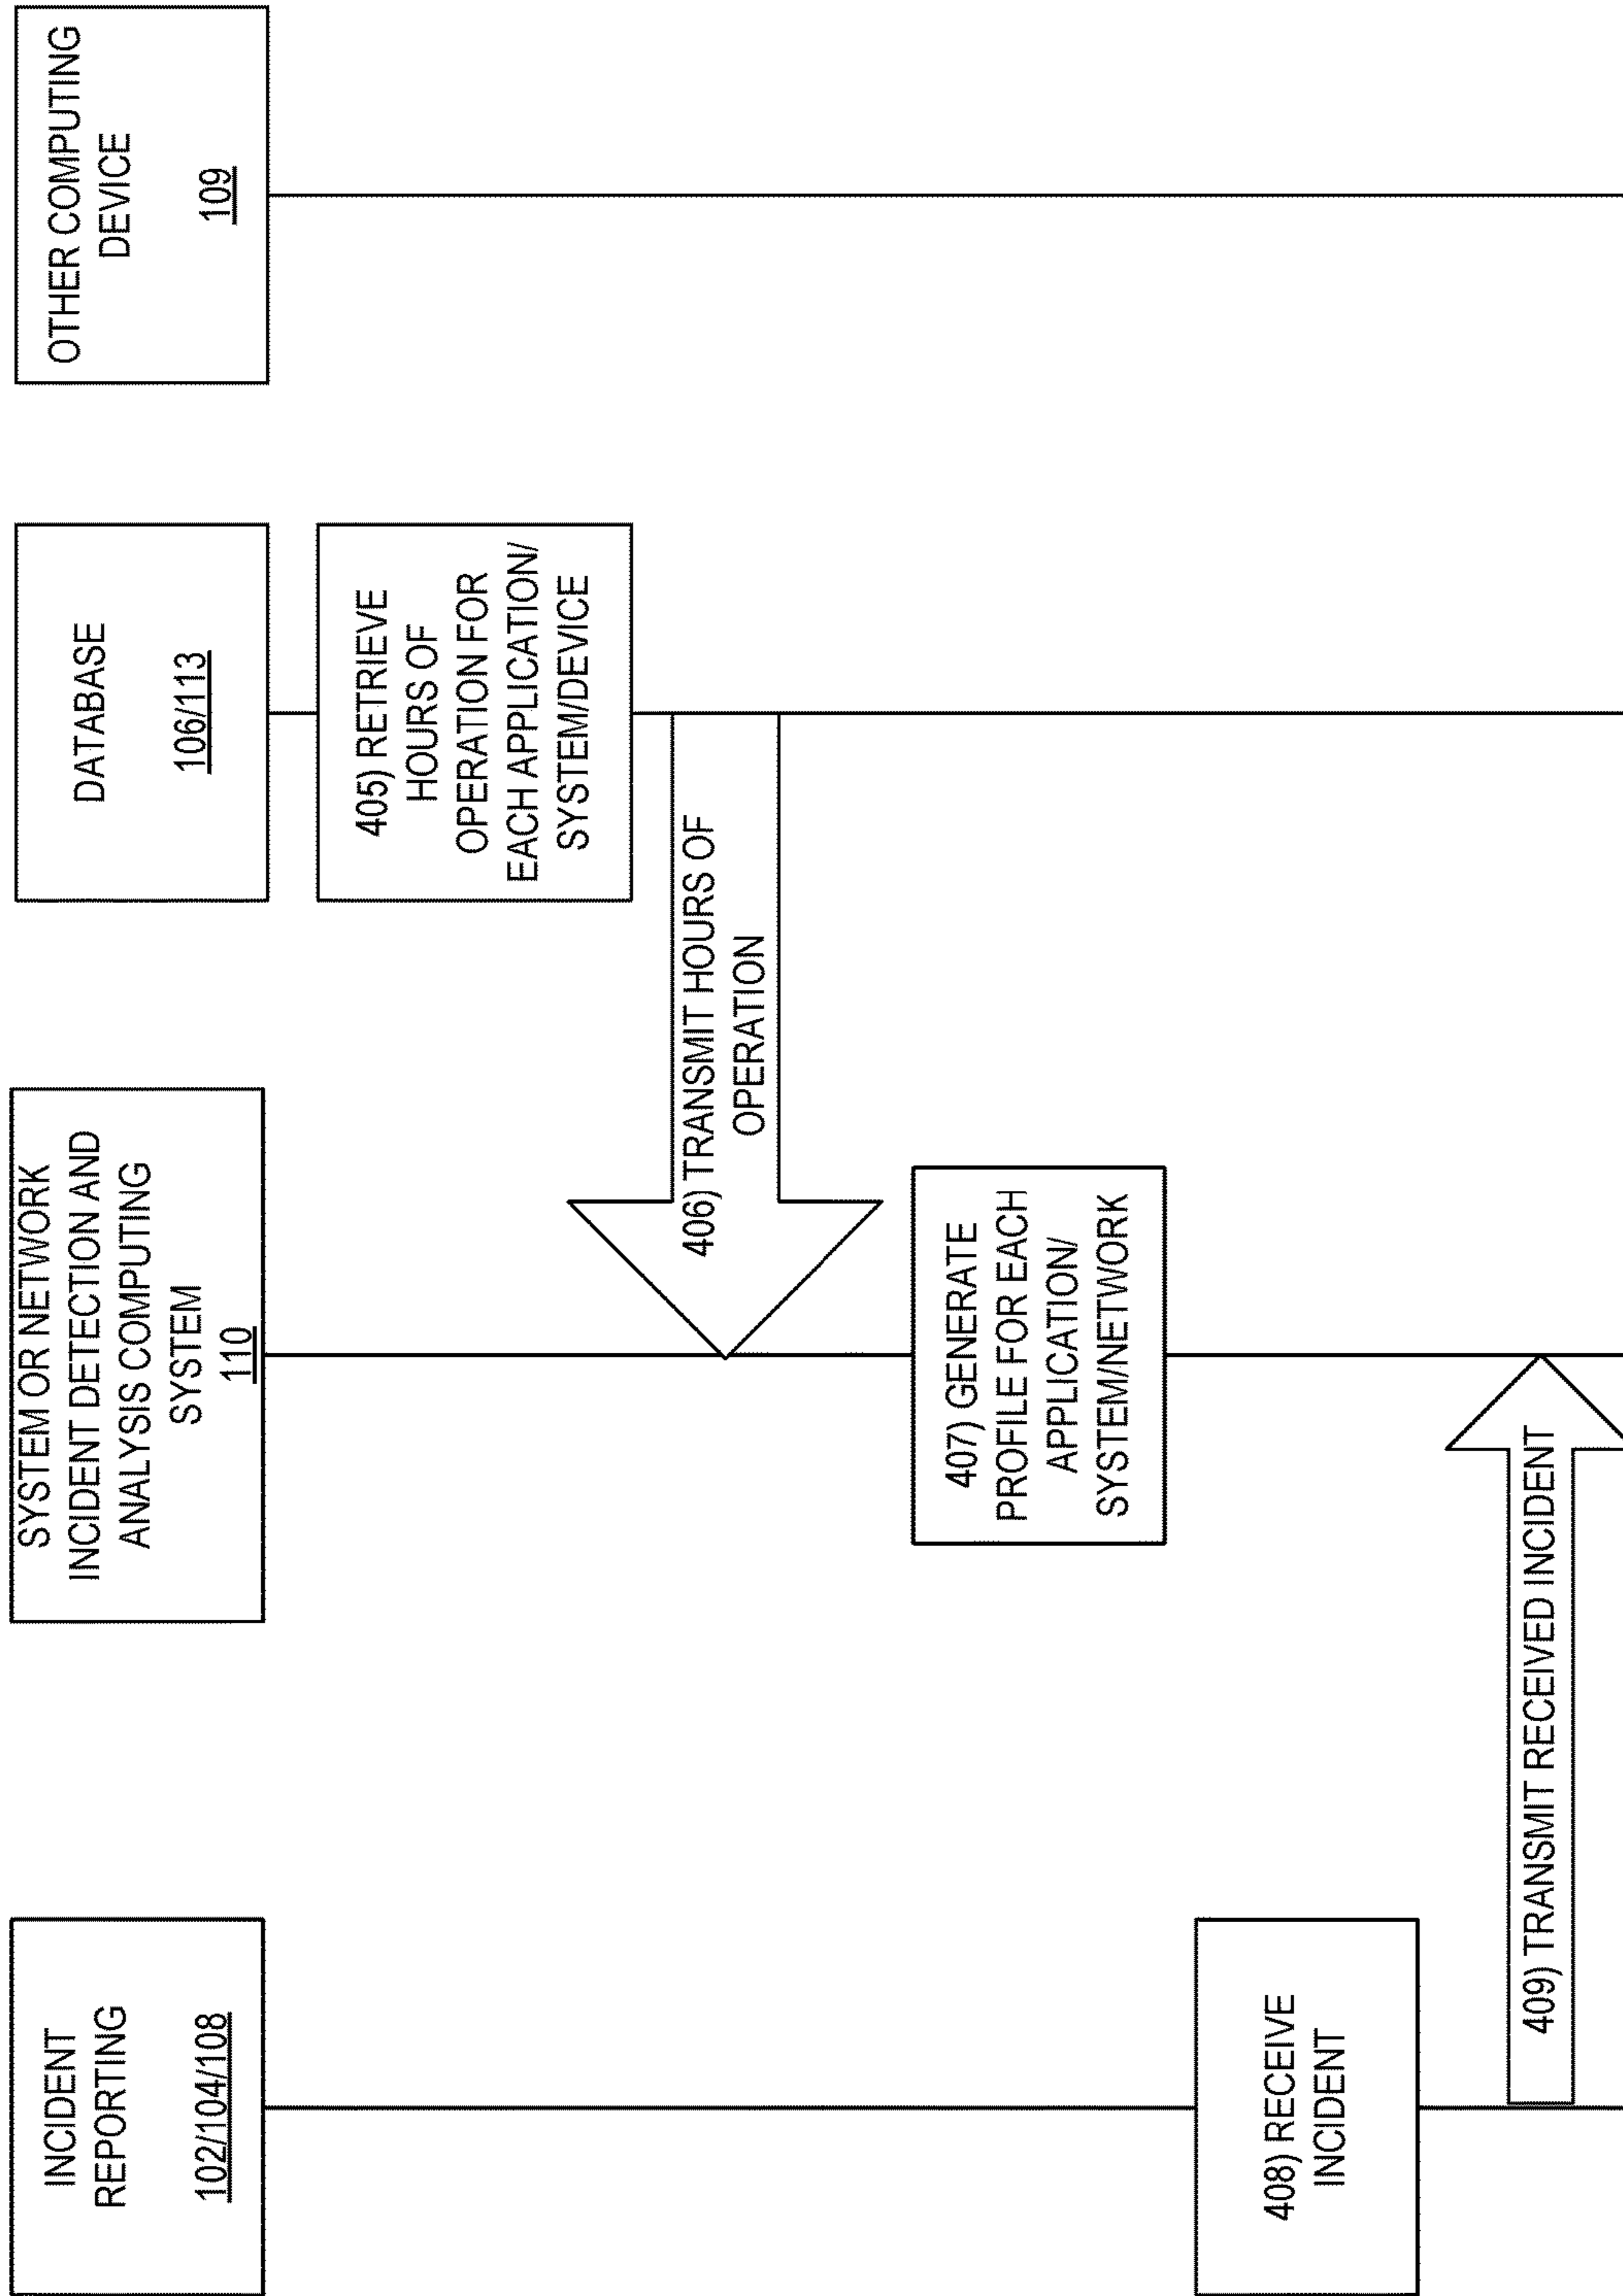 INCIDENT
REPORTING
102/104/108
SYSTEM OR NETWORK
INCIDENT DETECTION AND
ANALYSIS COMPUTING
SYSTEM
110
DATABASE
106/113
OTHER COMPUTING
DEVICE
109
405) RETRIEVE
HOURS OF
OPERATION FOR
EACH APPLICATION/
SYSTEM/DEVICE
406) TRANSMIT HOURS OF
OPERATION
407) GENERATE
PROFILE FOR EACH
APPLICATION/
SYSTEM/NETWORK
408) RECEIVE
INCIDENT
409) TRANSMIT RECEIVED INCIDENT